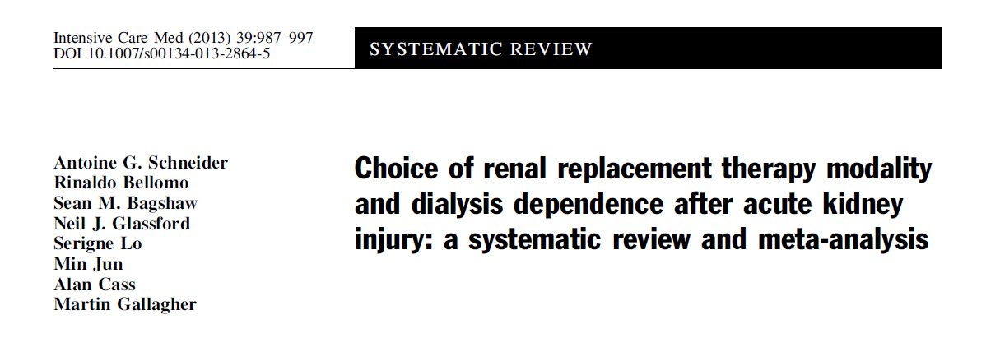 Intensive Care Med (2013) 39:987–997
DOI 10.1007/s00134-013-2864-5
SYSTEMATIC REVIEW
Antoine G. Schneider
Rinaldo Bellomo
Sean M. Bagshaw
Neil J. Glassford
Serigne Lo
Min Jun
Alan Cass
Martin Gallagher
Choice of renal replacement therapy modality
and dialysis dependence after acute kidney
injury: a systematic review and meta-analysis